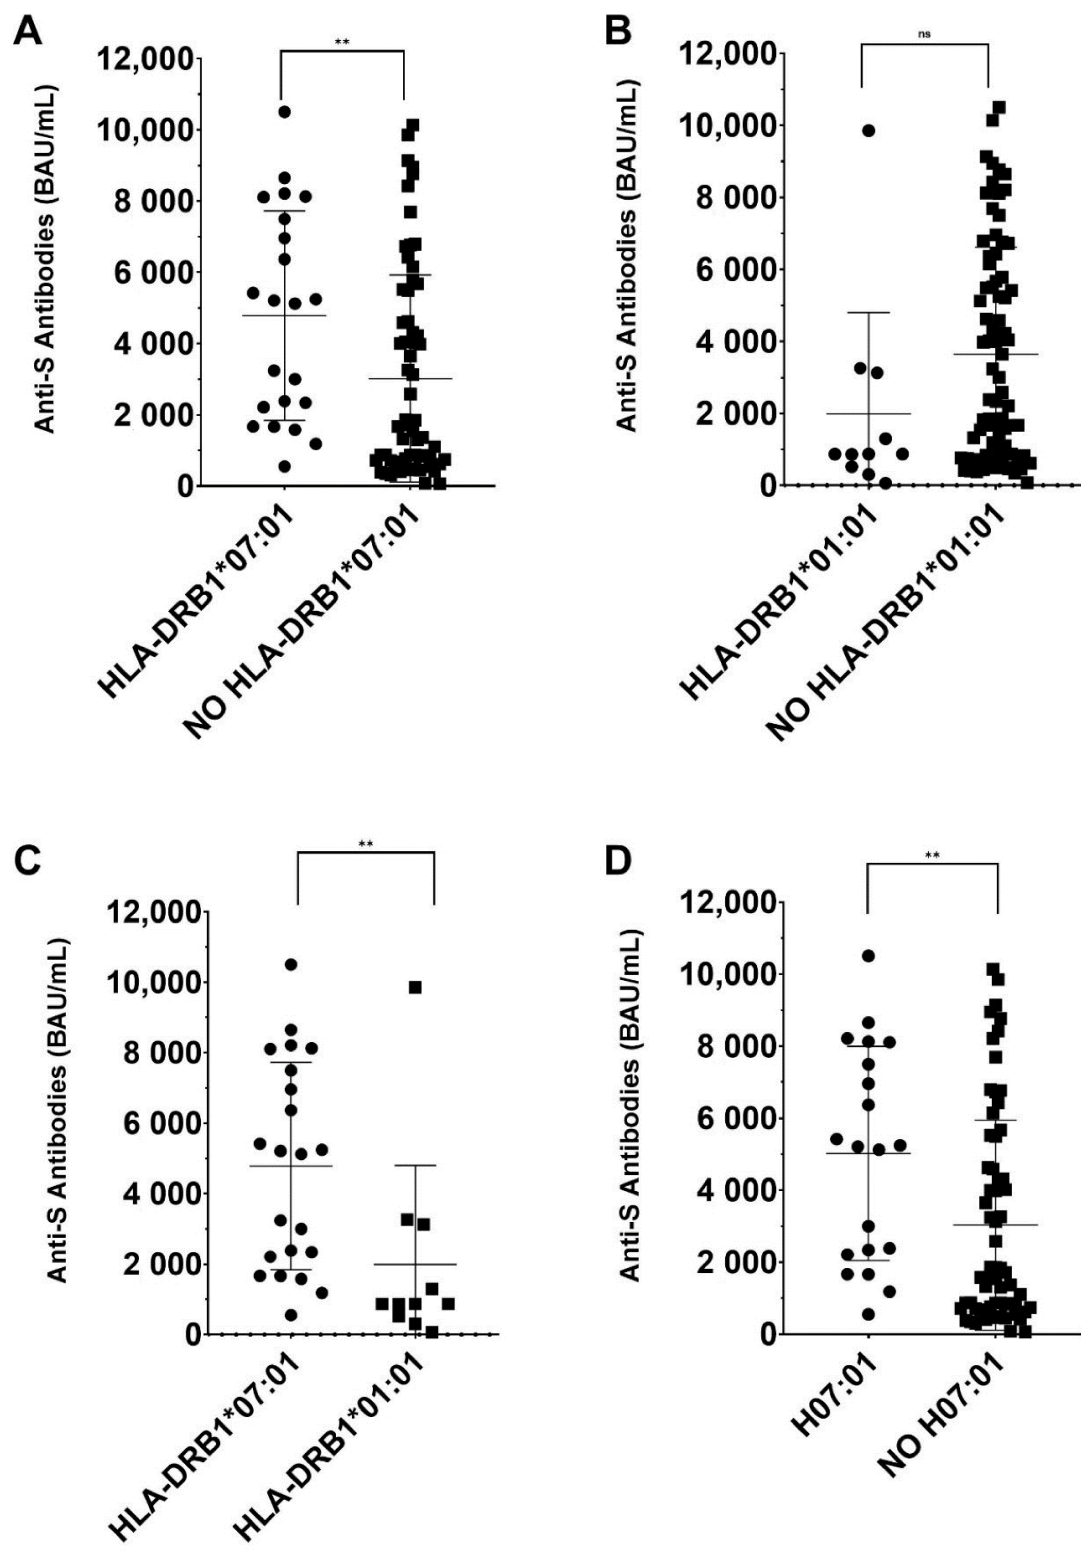 A
**
Anti-S Antibodies (BAU/mL)
12,000
10,000
8 000
6 000
4 000
2 000
0
HLA-DRB1*07:01
NO HLA-DRB1*07:01
B
ns
Anti-S Antibodies (BAU/mL)
12,000
10,000
8 000
6 000
4 000
2 000
0
HLA-DRB1*01:01
NO HLA-DRB1*01:01
C
**
Anti-S Antibodies (BAU/mL)
12,000
10,000
8 000
6 000
4 000
2 000
0
HLA-DRB1*07:01
HLA-DRB1*01:01
D
**
Anti-S Antibodies (BAU/mL)
12,000
10,000
8 000
6 000
4 000
2 000
0
H07:01
NO H07:01